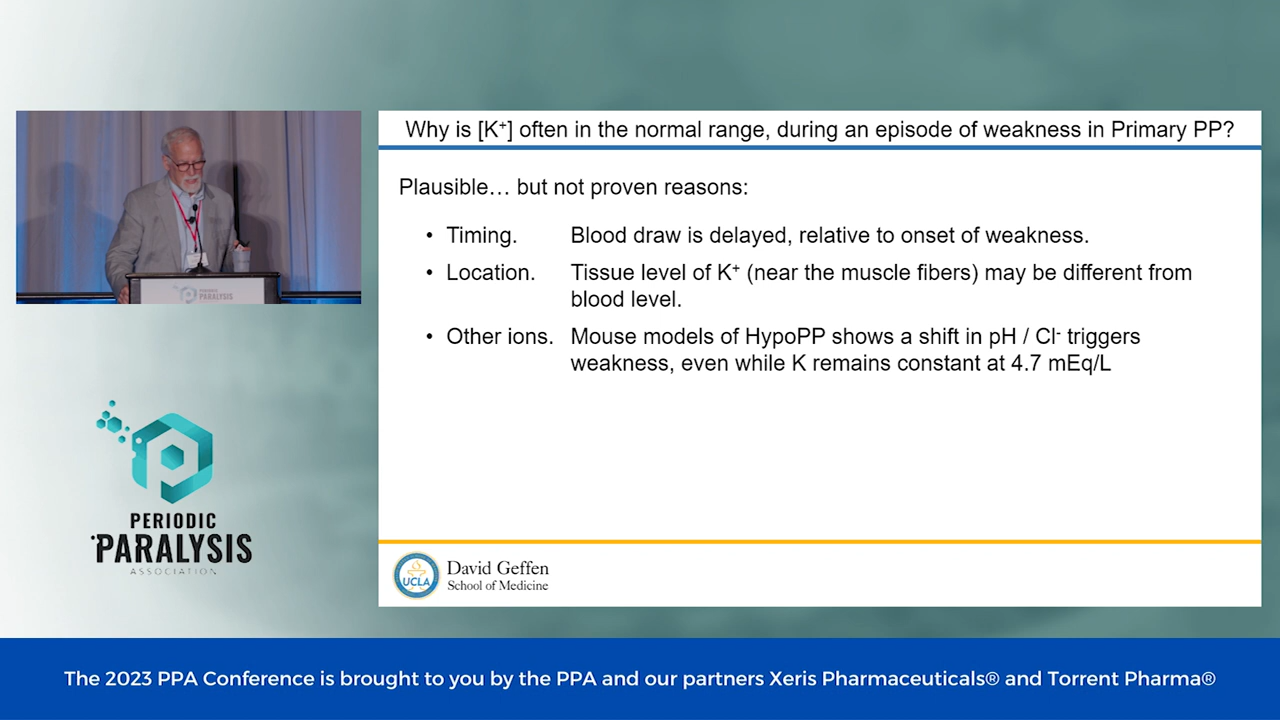 Why is [K⁺] often in the normal range, during an episode of weakness in Primary PP?
Plausible… but not proven reasons:
• Timing. Blood draw is delayed, relative to onset of weakness.
• Location. Tissue level of K⁺ (near the muscle fibers) may be different from
blood level.
• Other ions. Mouse models of HypoPP shows a shift in pH / Cl⁻ triggers
weakness, even while K remains constant at 4.7 mEq/L
PERIODIC
PARALYSIS
PERIODIC
PARALYSIS
ASSOCIATION
UCLA
David Geffen
School of Medicine
The 2023 PPA Conference is brought to you by the PPA and our partners Xeris Pharmaceuticals® and Torrent Pharma®